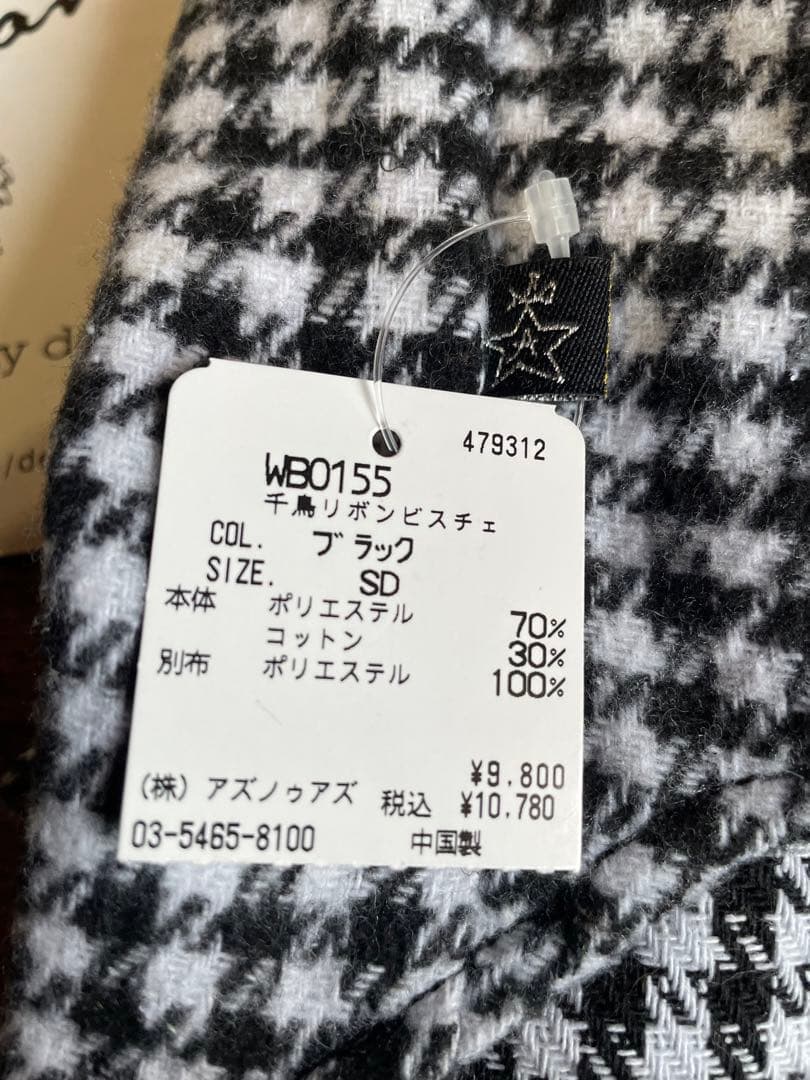 479312
WB0155
千鳥リボンビスチェ
COL. ブラック
SIZE. SD
本体 ポリエステル 70%
コットン 30%
別布 ポリエステル 100%
¥9.800
(株) アズノゥアズ 税込 ¥10.780
03-5465-8100 中国製
A